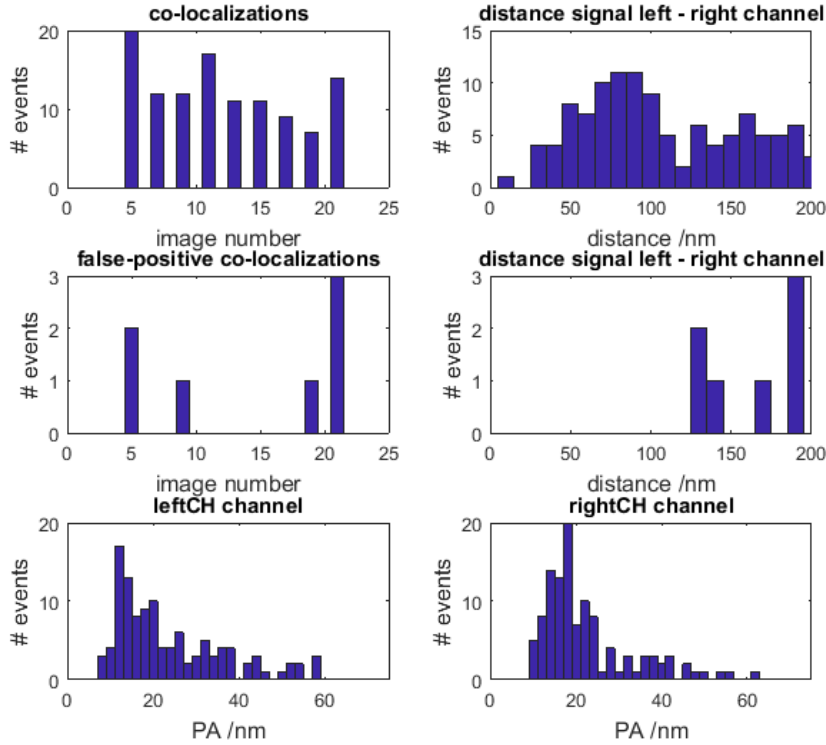 co-localizations
20
10
0
# events
0 5 10 15 20 25
image number
distance signal left - right channel
15
10
5
0
# events
0 50 100 150 200
distance /nm
false-positive co-localizations
3
2
1
0
# events
0 5 10 15 20 25
image number
distance signal left - right channel
3
2
1
0
# events
0 50 100 150 200
distance /nm
leftCH channel
20
10
0
# events
0 20 40 60
PA /nm
rightCH channel
20
10
0
# events
0 20 40 60
PA /nm